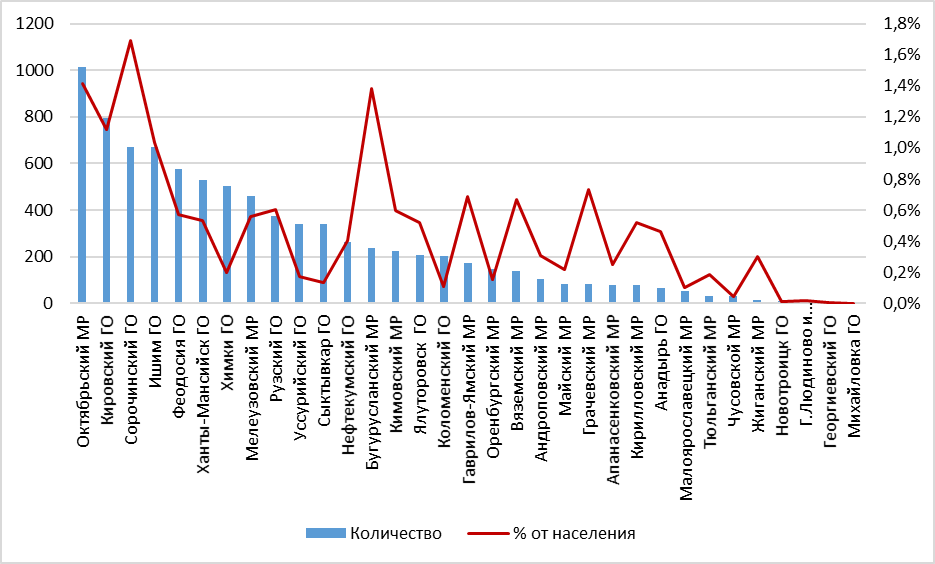 1200
1000
800
600
400
200
0
1,8%
1,6%
1,4%
1,2%
1,0%
0,8%
0,6%
0,4%
0,2%
0,0%
Октябрьский МР
Кировский ГО
Сорочинский ГО
Ишим ГО
Феодосия ГО
Ханты-Мансийск ГО
Химки ГО
Мелеузовский МР
Рузский ГО
Уссурийский ГО
Сыктывкар ГО
Нефтекумский ГО
Бугурусланский МР
Кимовский МР
Ялуторовск ГО
Коломенский ГО
Гаврилов-Ямский МР
Оренбургский МР
Вяземский МР
Андроповский МР
Майский МР
Грачевский МР
Апанасенковский МР
Кирилловский МР
Анадырь ГО
Малоярославецкий МР
Тюльганский МР
Чусовской МР
Жиганский МР
Новотроицк ГО
Г.Людиново и...
Георгиевский ГО
Михайловка ГО
Количество
% от населения